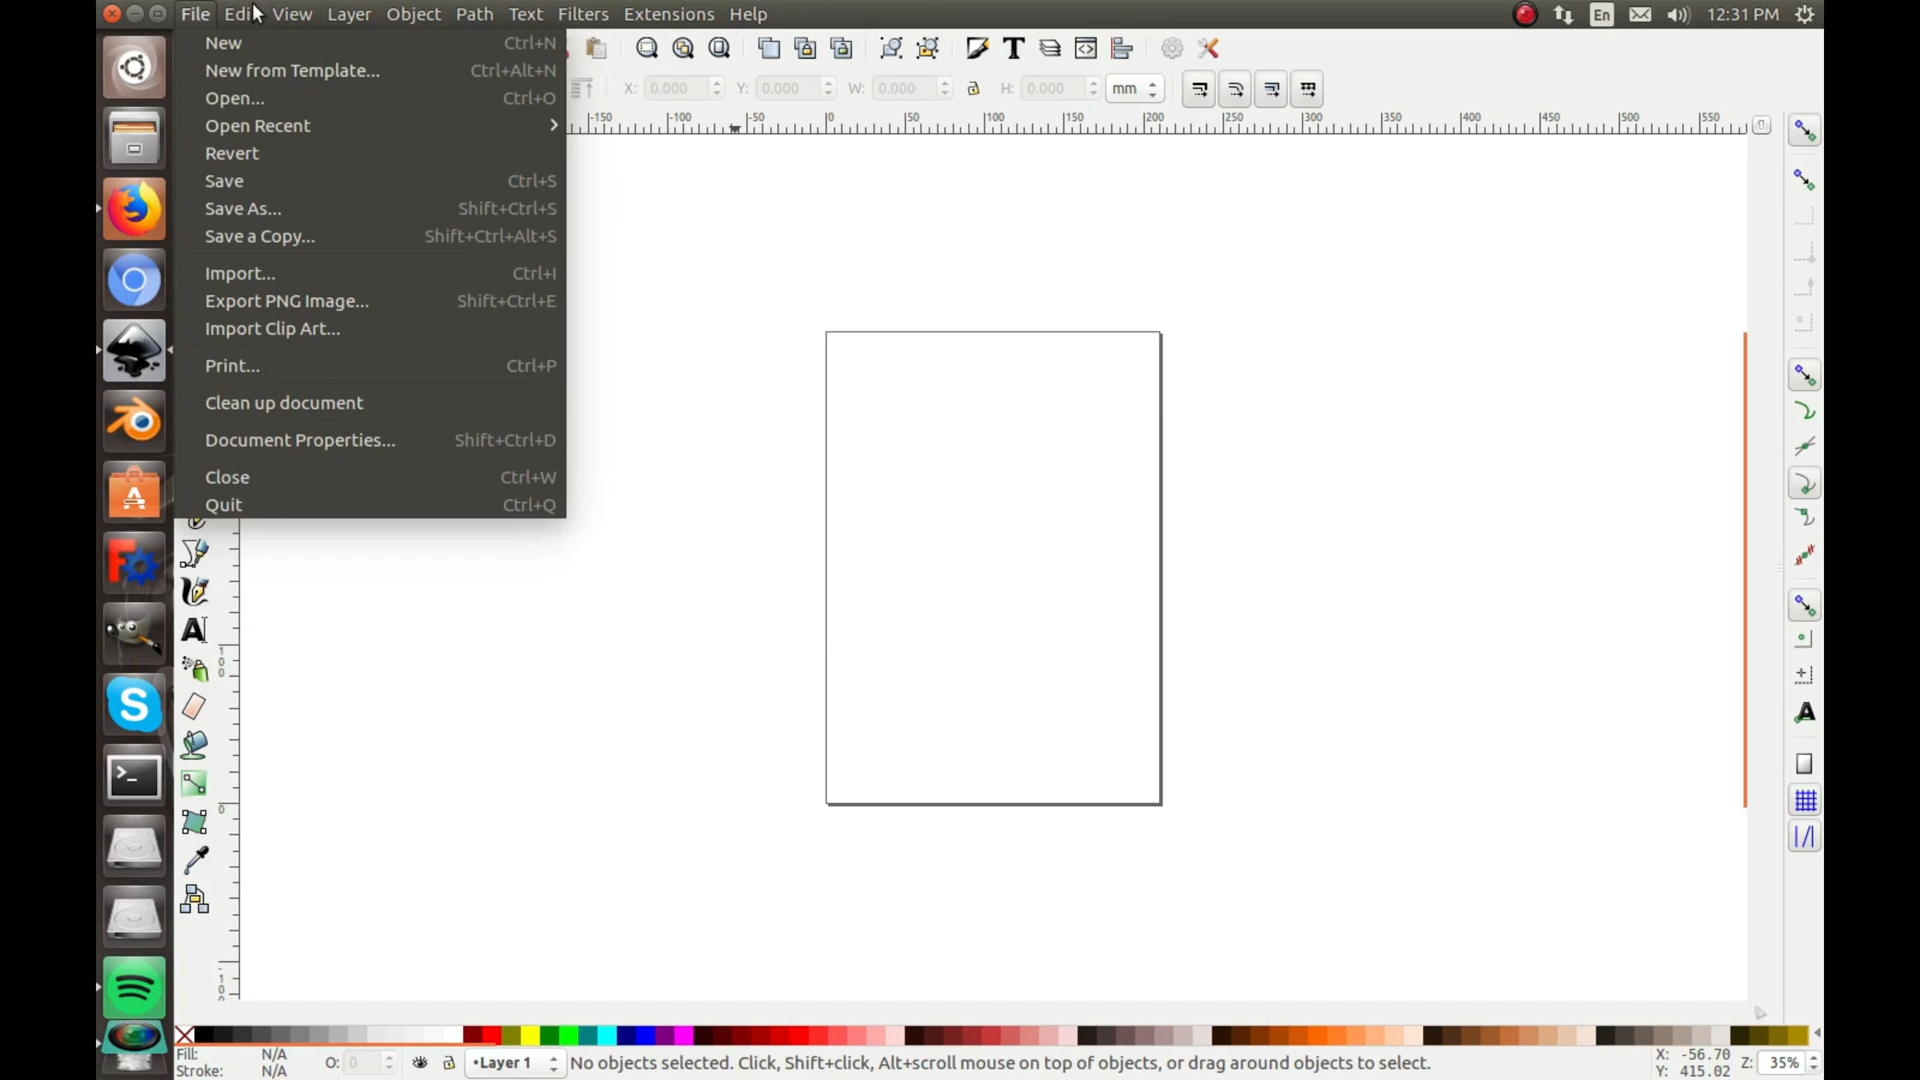 File Edi View Layer Object Path Text Filters Extensions Help En 12:31 PM
New Ctrl+N
New from Template... Ctrl+Alt+N
Open... Ctrl+O
Open Recent
Revert
Save Ctrl+S
Save As... Shift+Ctrl+S
Save a Copy... Shift+Ctrl+Alt+S
Import... Ctrl+I
Export PNG Image... Shift+Ctrl+E
Import Clip Art...
Print... Ctrl+P
Clean up document
Document Properties... Shift+Ctrl+D
Close Ctrl+W
Quit Ctrl+Q
X: 0.000 Y: 0.000 W: 0.000 H: 0.000 mm
-150 -100 -50 0 50 100 150 200 250 300 350 400 450 500 550
100
0
-100
Fill: N/A
Stroke: N/A
O: 0
•Layer 1
No objects selected. Click, Shift+click, Alt+scroll mouse on top of objects, or drag around objects to select.
X: -56.70
Y: 415.02
Z: 35%